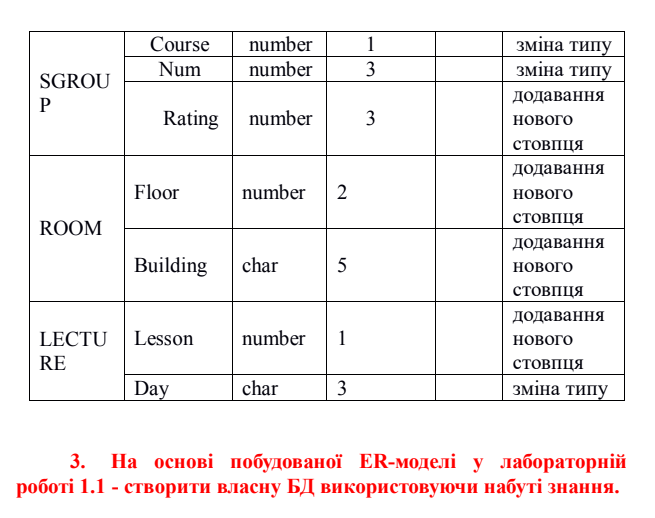 SGROUP Course number 1 зміна типу
Num number 3 зміна типу
Rating number 3 додавання нового стовпця
ROOM Floor number 2 додавання нового стовпця
Building char 5 додавання нового стовпця
LECTURE Lesson number 1 додавання нового стовпця
Day char 3 зміна типу
3. На основі побудованої ER-моделі у лабораторній
роботі 1.1 - створити власну БД використовуючи набуті знання.